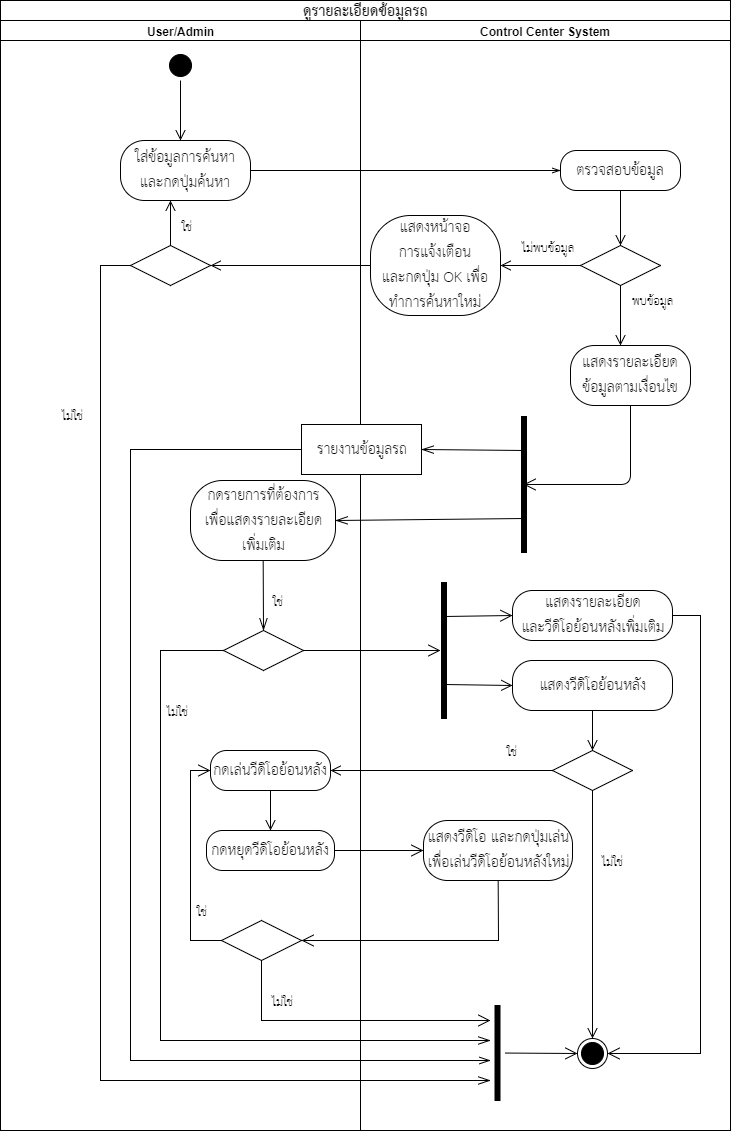 ดูรายละเอียดข้อมูลรถ
User/Admin
Control Center System
ใส่ข้อมูลการค้นหา
และกดปุ่มค้นหา
ตรวจสอบข้อมูล
ใช่
แสดงหน้าจอ
การแจ้งเตือน
และกดปุ่ม OK เพื่อ
ทำการค้นหาใหม่
ไม่พบข้อมูล
พบข้อมูล
แสดงรายละเอียด
ข้อมูลตามเงื่อนไข
ไม่ใช่
รายงานข้อมูลรถ
กดรายการที่ต้องการ
เพื่อแสดงรายละเอียด
เพิ่มเติม
ใช่
แสดงรายละเอียด
และวีดิโอย้อนหลังเพิ่มเติม
แสดงวีดิโอย้อนหลัง
ไม่ใช่
ใช่
กดเล่นวีดิโอย้อนหลัง
กดหยุดวีดิโอย้อนหลัง
แสดงวีดิโอ และกดปุ่มเล่น
เพื่อเล่นวีดิโอย้อนหลังใหม่
ไม่ใช่
ใช่
ไม่ใช่